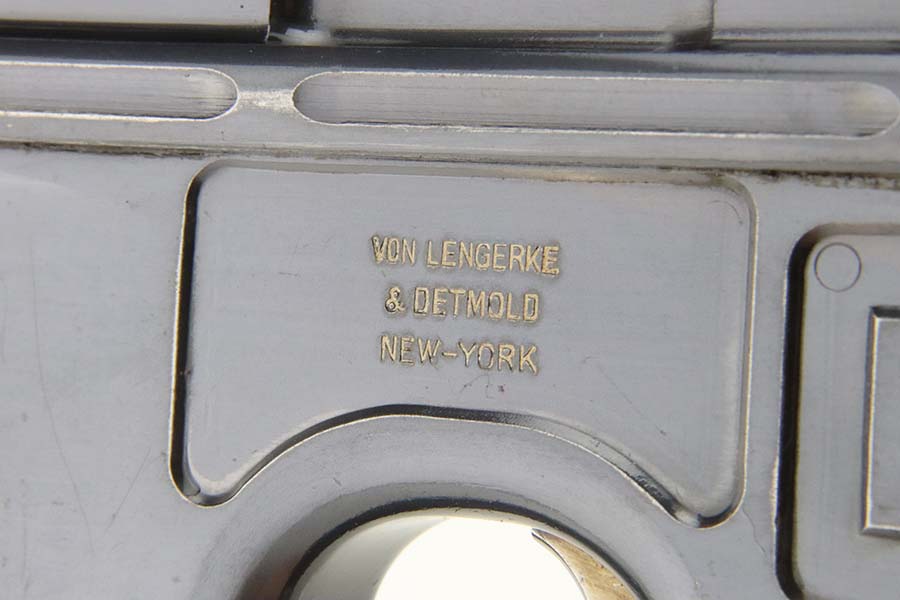 VON LENGERKE
& DETMOLD
NEW-YORK